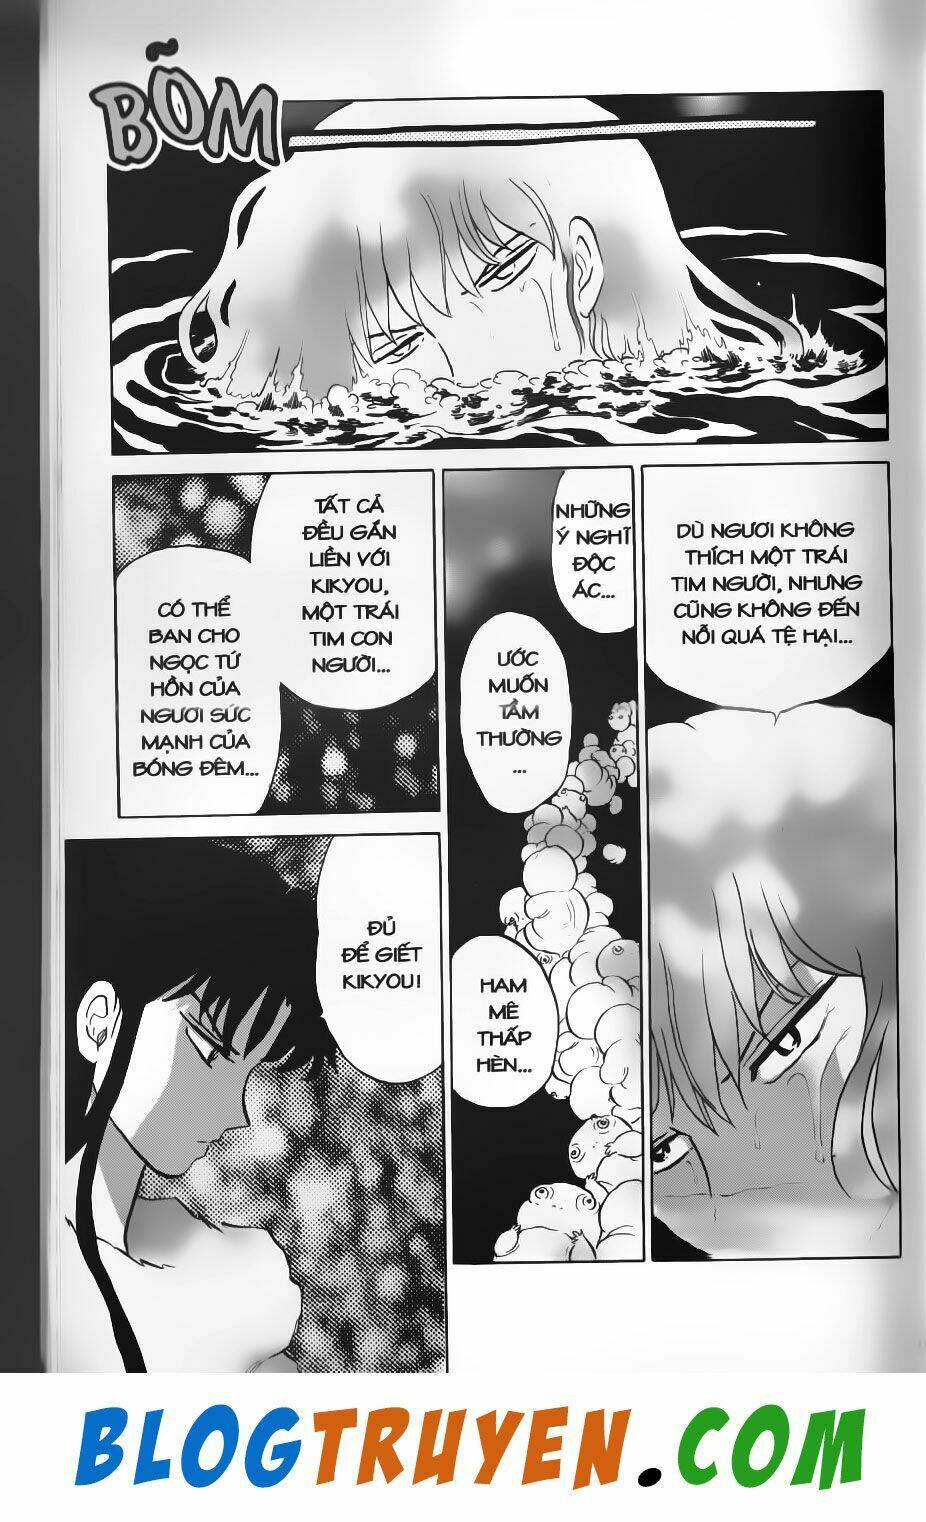 BÕM
DÙ NGƯƠI KHÔNG
THÍCH MỘT TRÁI
TIM NGƯỜI, NHƯNG
CŨNG KHÔNG ĐẾN
NỖI QUÁ TỆ HẠI...
NHỮNG
Ý NGHĨ
ĐỘC
ÁC...
ƯỚC
MUỐN
TẦM
THƯỜNG
...
HAM
MÊ
THẤP
HÈN...
TẤT CẢ
ĐỀU GẮN
LIỀN VỚI
KIKYOU,
MỘT TRÁI
TIM CON
NGƯỜI...
CÓ THỂ
BAN CHO
NGỌC TỨ
HỒN CỦA
NGƯƠI SỨC
MẠNH CỦA
BÓNG ĐÊM...
ĐỦ
ĐỂ GIẾT
KIKYOU!
BLOGTRUYEN.COM